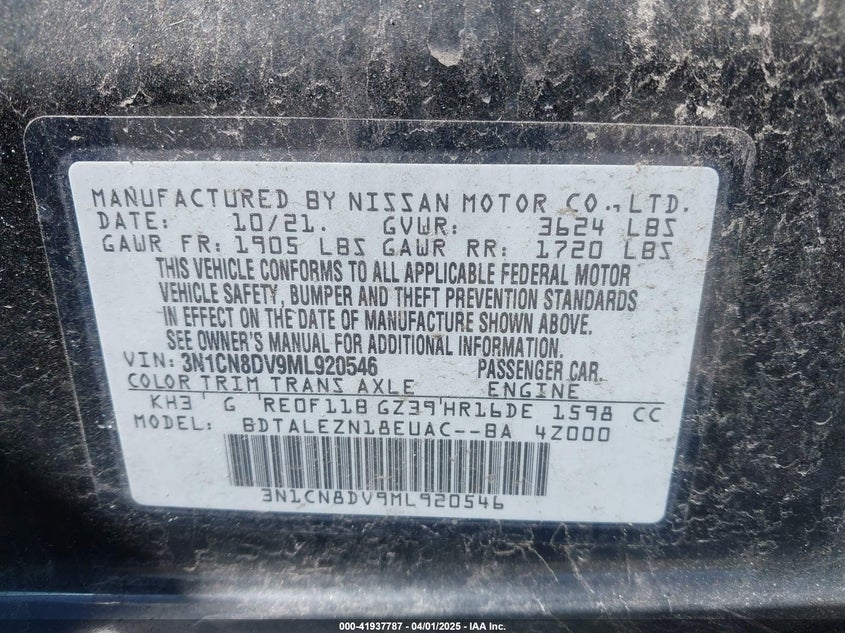 MANUFACTURED BY NISSAN MOTOR CO.,LTD.
DATE: 10/21. GVWR: 3624 LBS
GAWR FR: 1905 LBS GAWR RR: 1720 LBS
THIS VEHICLE CONFORMS TO ALL APPLICABLE FEDERAL MOTOR
VEHICLE SAFETY, BUMPER AND THEFT PREVENTION STANDARDS
IN EFFECT ON THE DATE OF MANUFACTURE SHOWN ABOVE.
SEE OWNER'S MANUAL FOR ADDITIONAL INFORMATION.
VIN: 3N1CN8DV9ML920546 PASSENGER CAR.
COLOR TRIM TRANS AXLE ENGINE
KH3 G RE0F11B GZ39 HR16DE 1598 CC
MODEL: BDTALEZN18EUAC--BA 4Z000
3N1CN8DV9ML920546
000-41937787 - 04/01/2025 - IAA Inc.